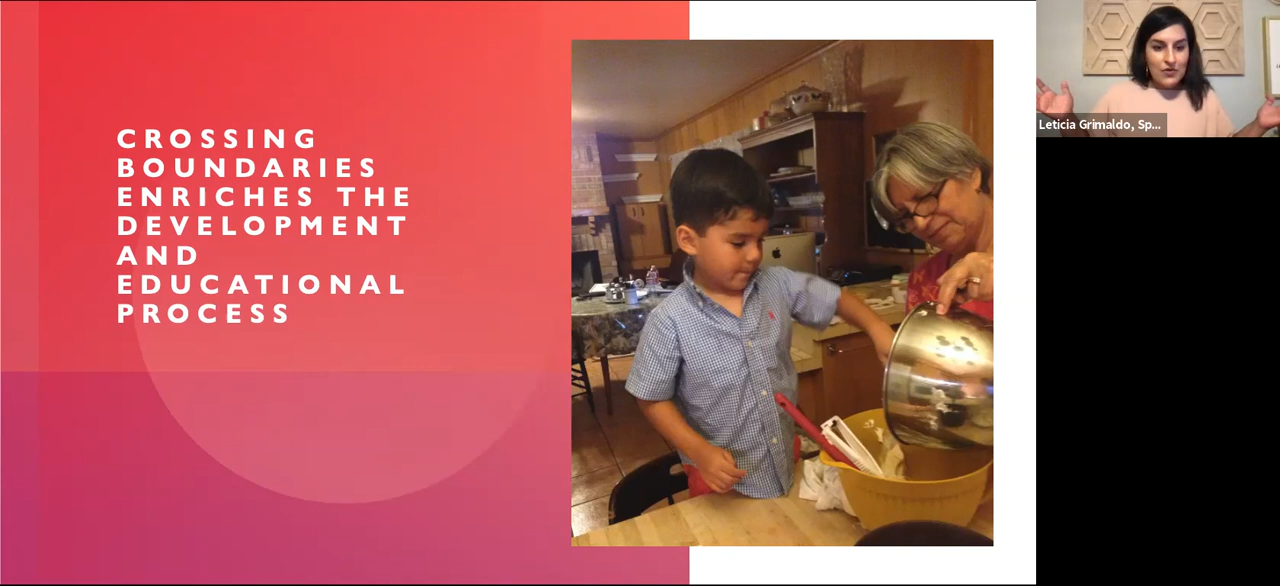 CROSSING
BOUNDARIES
ENRICHES THE
DEVELOPMENT
AND
EDUCATIONAL
PROCESS
Leticia Grimaldo, Sp...